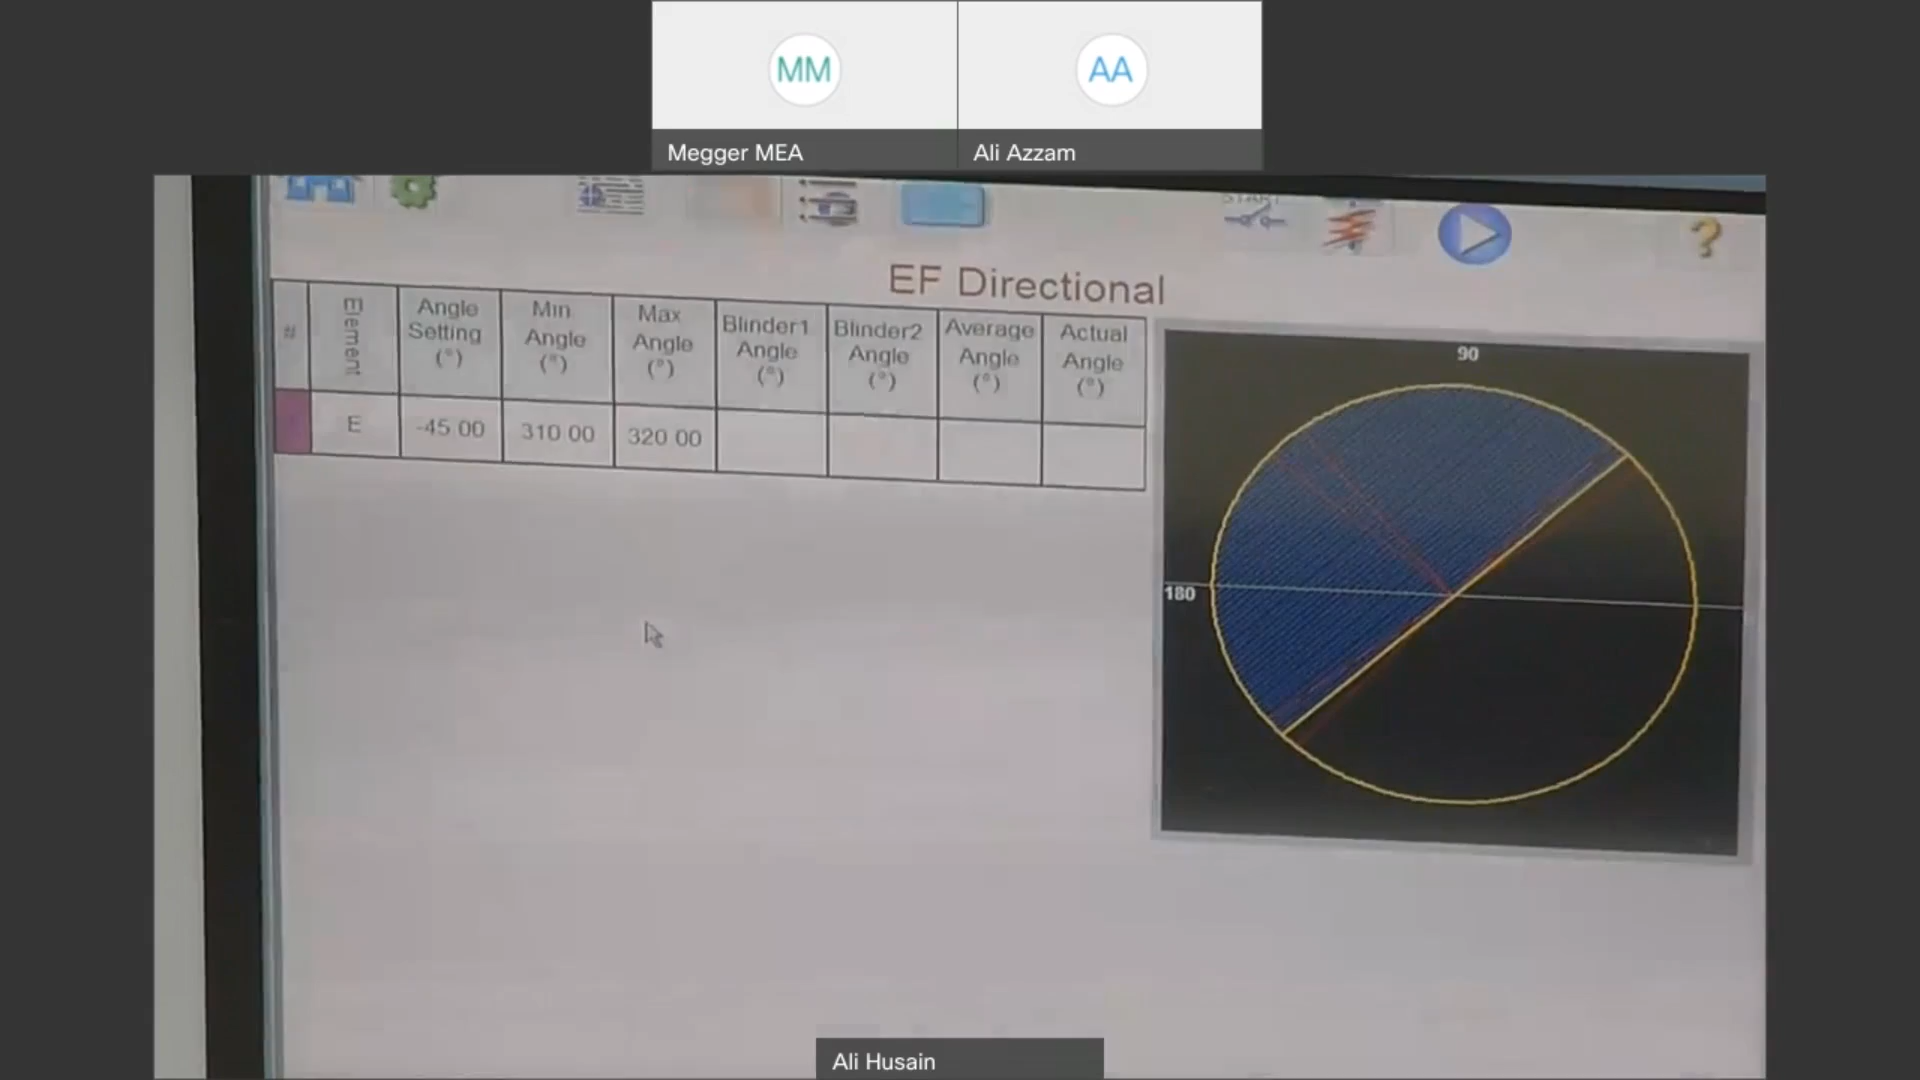 MM
AA
Megger MEA
Ali Azzam
START
?
EF Directional
#
Element
Angle Setting (°)
Min Angle (°)
Max Angle (°)
Blinder1 Angle (°)
Blinder2 Angle (°)
Average Angle (°)
Actual Angle (°)
E
-45 00
310 00
320 00
90
180
Ali Husain